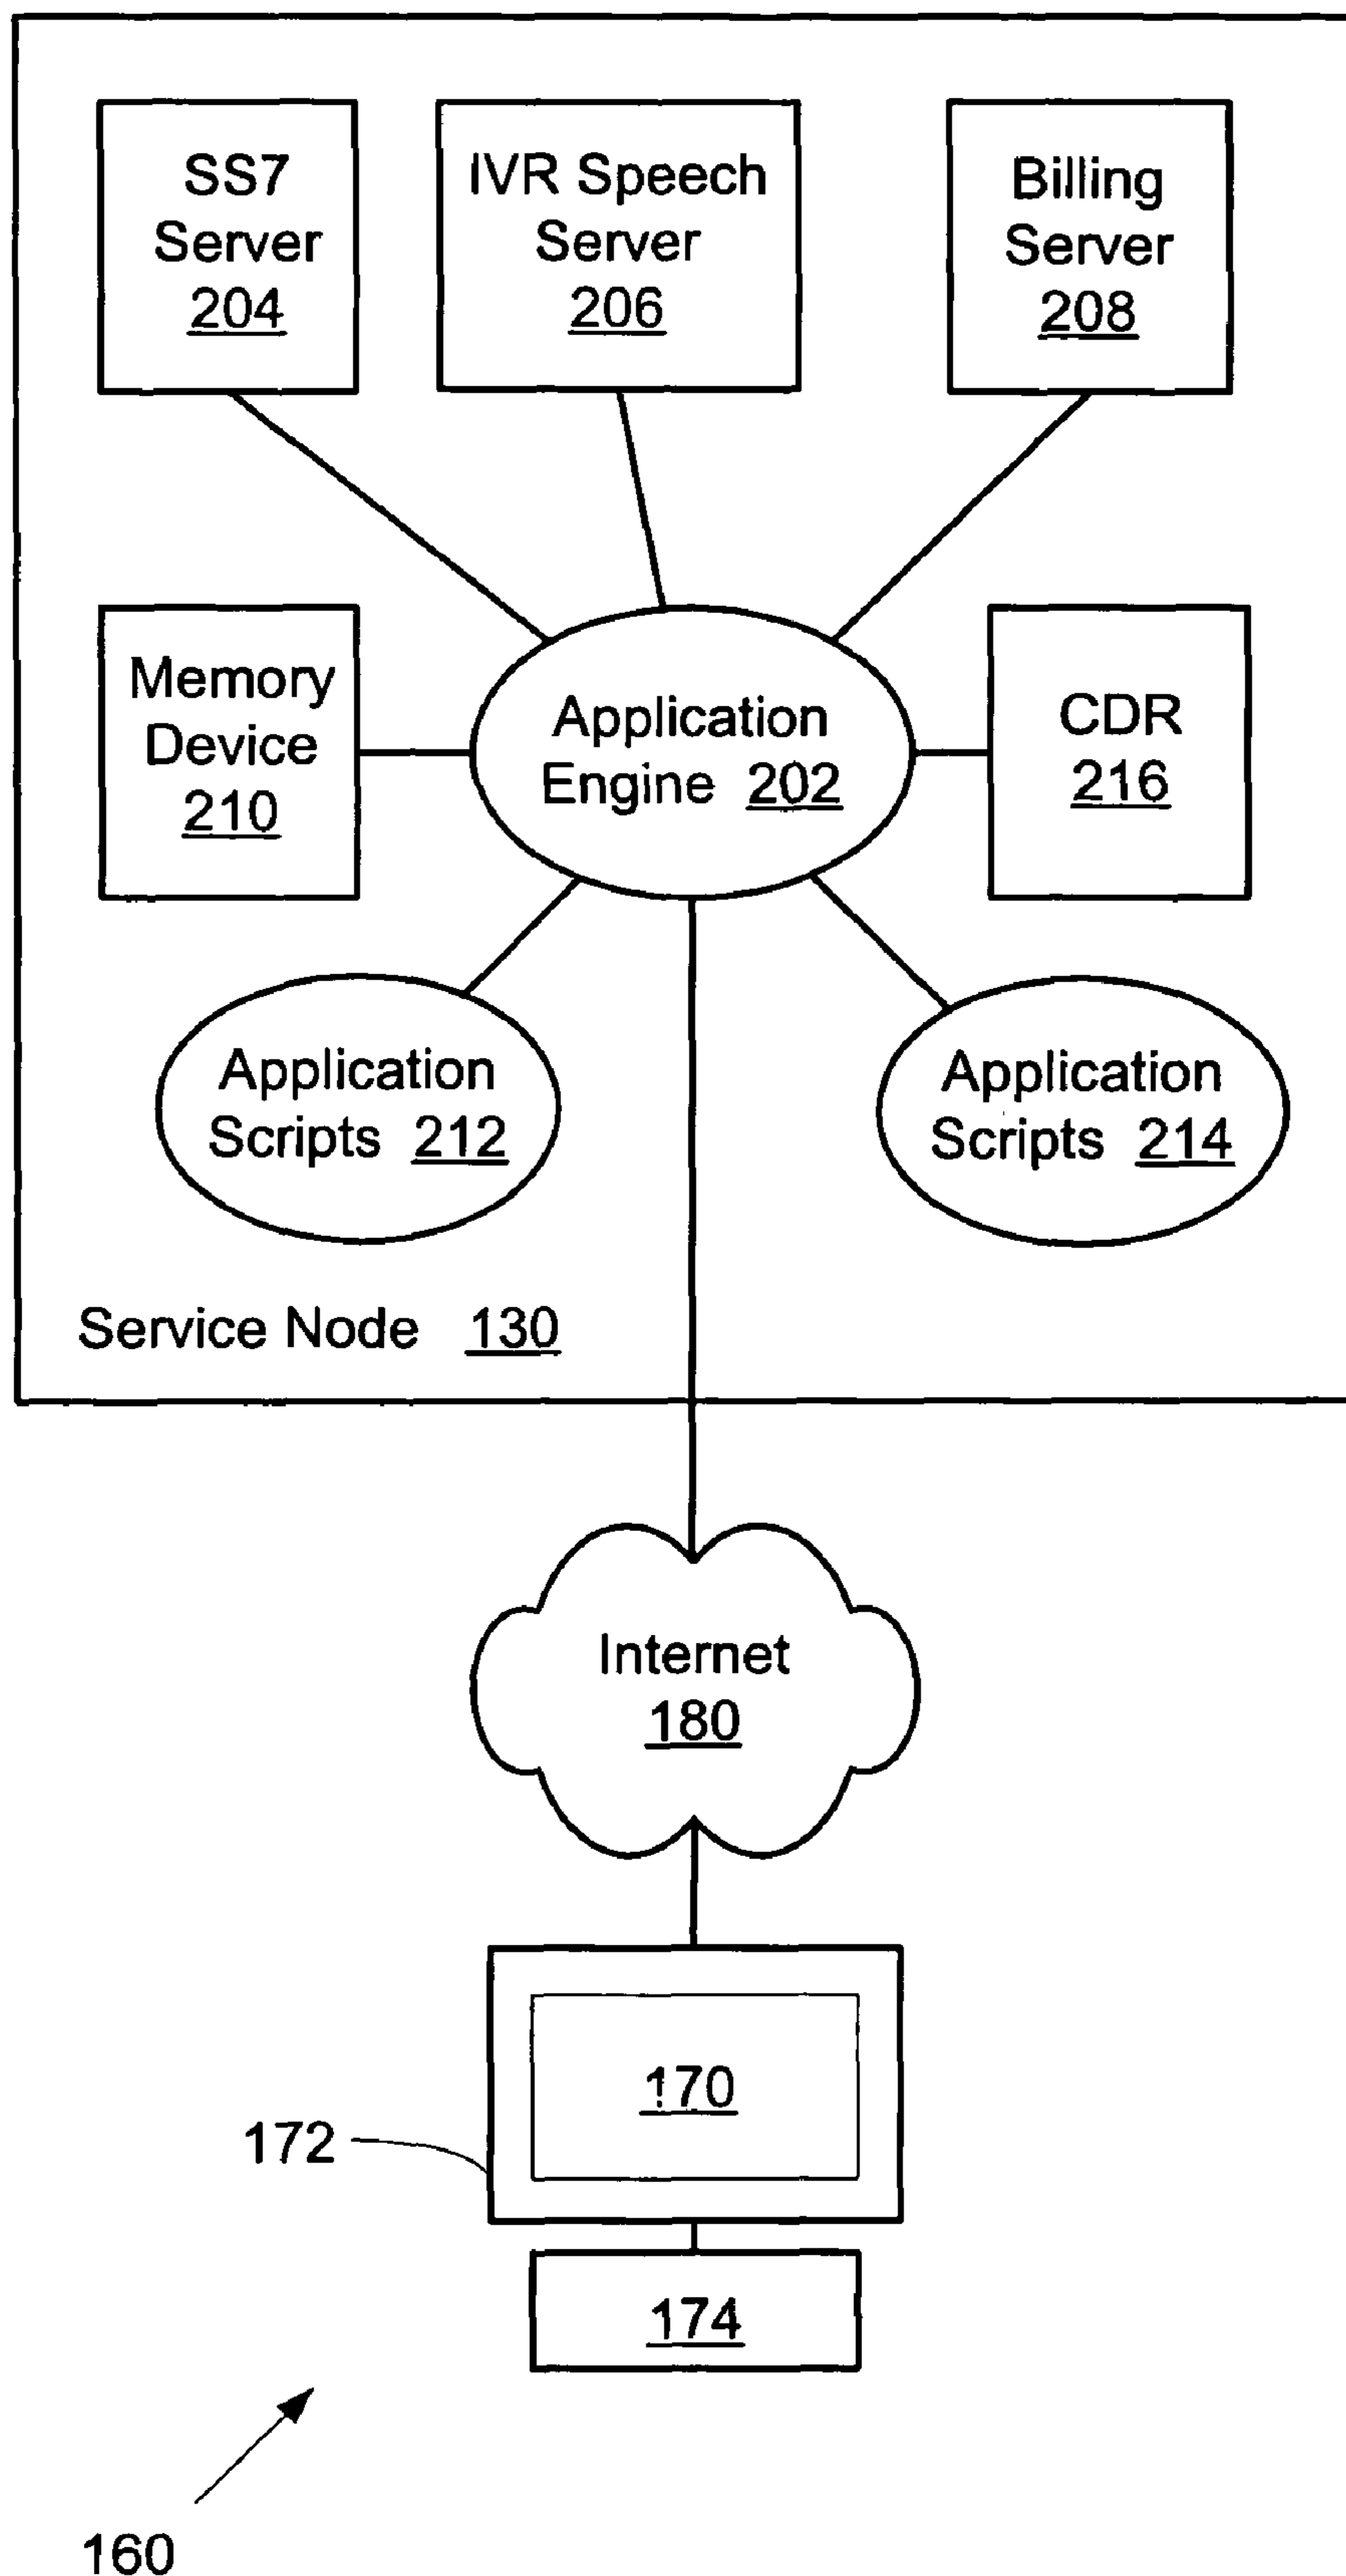 SS7
Server
204
IVR Speech
Server
206
Billing
Server
208
Memory
Device
210
Application
Engine 202
CDR
216
Application
Scripts 212
Application
Scripts 214
Service Node 130
Internet
180
170
172
174
160